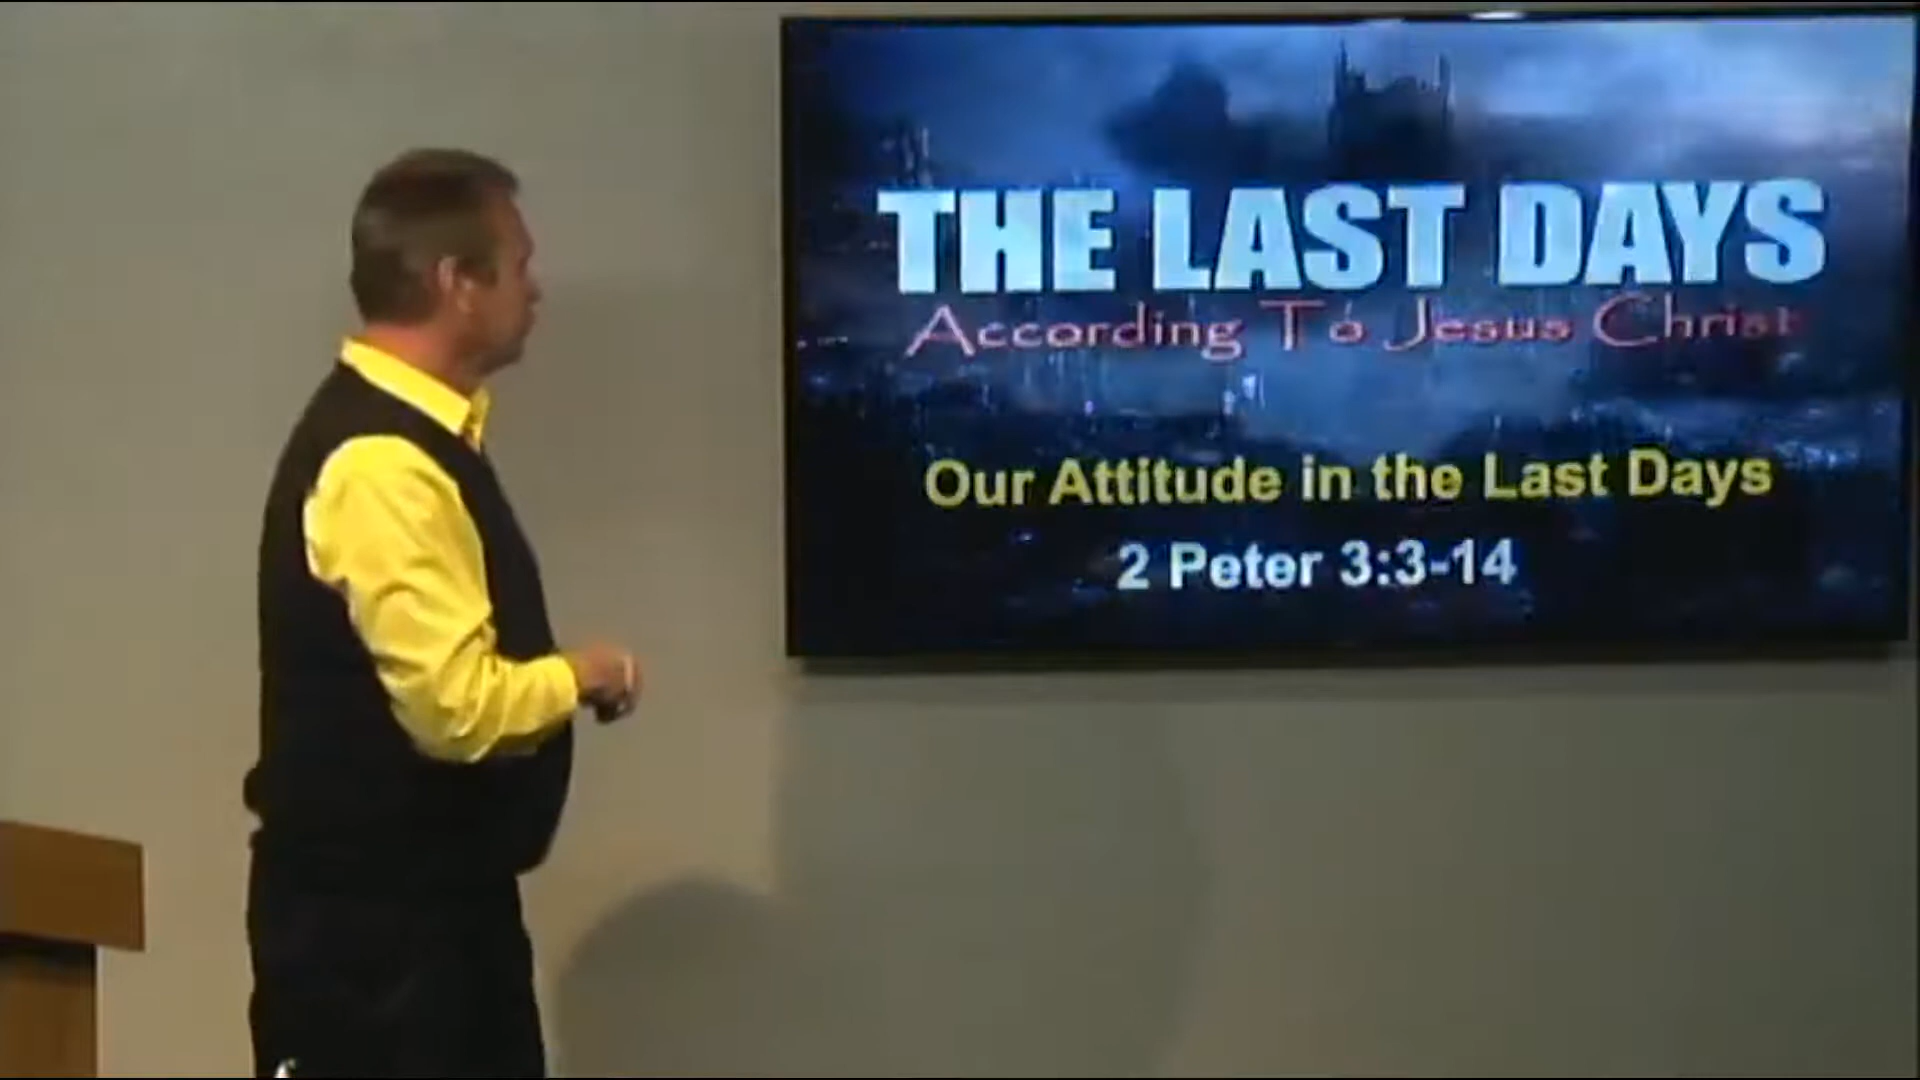 THE LAST DAYS
According To Jesus Christ
Our Attitude in the Last Days
2 Peter 3:3-14